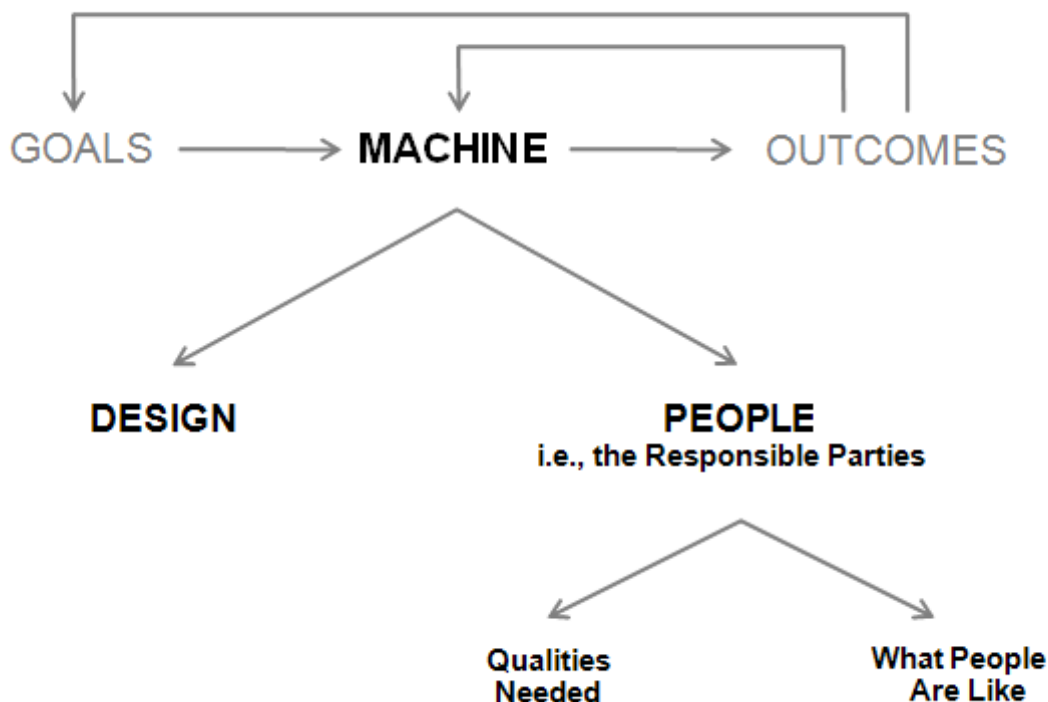 GOALS
MACHINE
OUTCOMES
DESIGN
PEOPLE
i.e., the Responsible Parties
Qualities
Needed
What People
Are Like